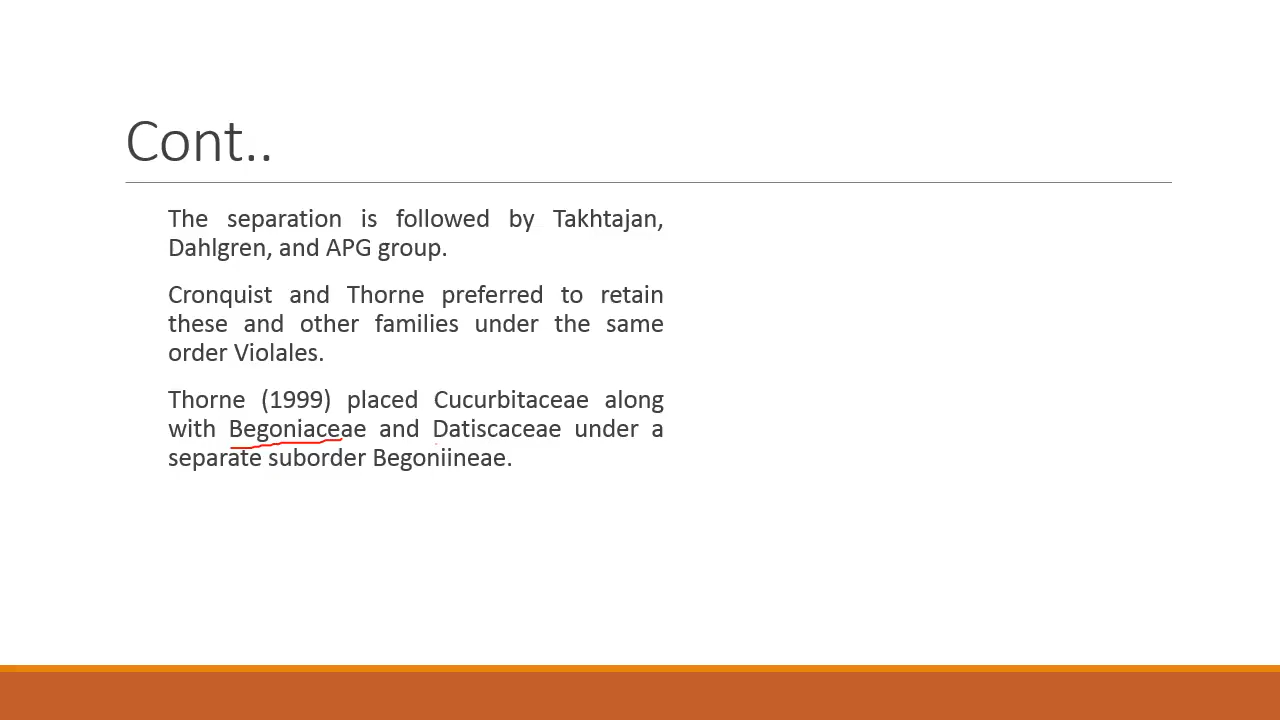 Cont..
The separation is followed by Takhtajan,
Dahlgren, and APG group.
Cronquist and Thorne preferred to retain
these and other families under the same
order Violales.
Thorne (1999) placed Cucurbitaceae along
with Begoniaceae and Datiscaceae under a
separate suborder Begoniineae.